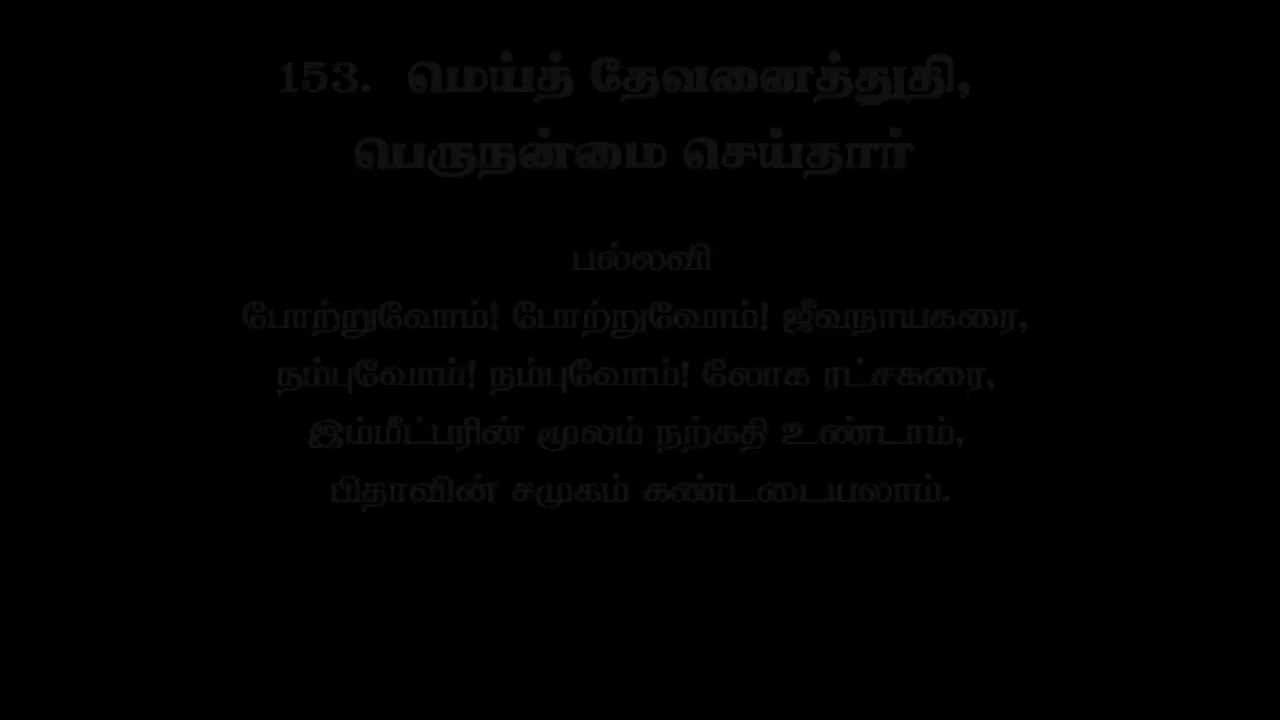 153. மெய்த் தேவனைத்துதி,
பெருநன்மை செய்தார்
பல்லவி
போற்றுவோம்! போற்றுவோம்! ஜீவநாயகரை,
நம்புவோம்! நம்புவோம்! லோக ரட்சகரை,
இம்மீட்பரின் மூலம் நற்கதி உண்டாம்,
பிதாவின் சமுகம் கண்டடையலாம்.